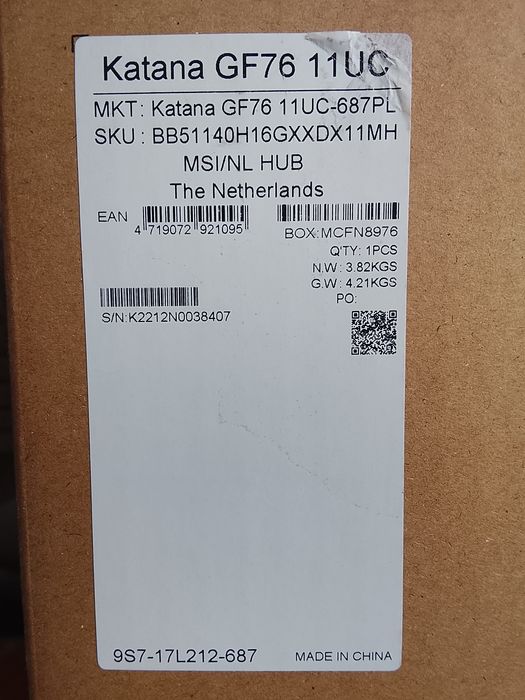 Katana GF76 11UC
MKT: Katana GF76 11UC-687PL
SKU : BB51140H16GXXDX11MH
MSI/NL HUB
The Netherlands
EAN
4 719072 921095
BOX:MCFN8976
Q'TY: 1PCS
N.W: 3.82KGS
G.W: 4.21KGS
PO:
S/N:K2212N0038407
9S7-17L212-687
MADE IN CHINA